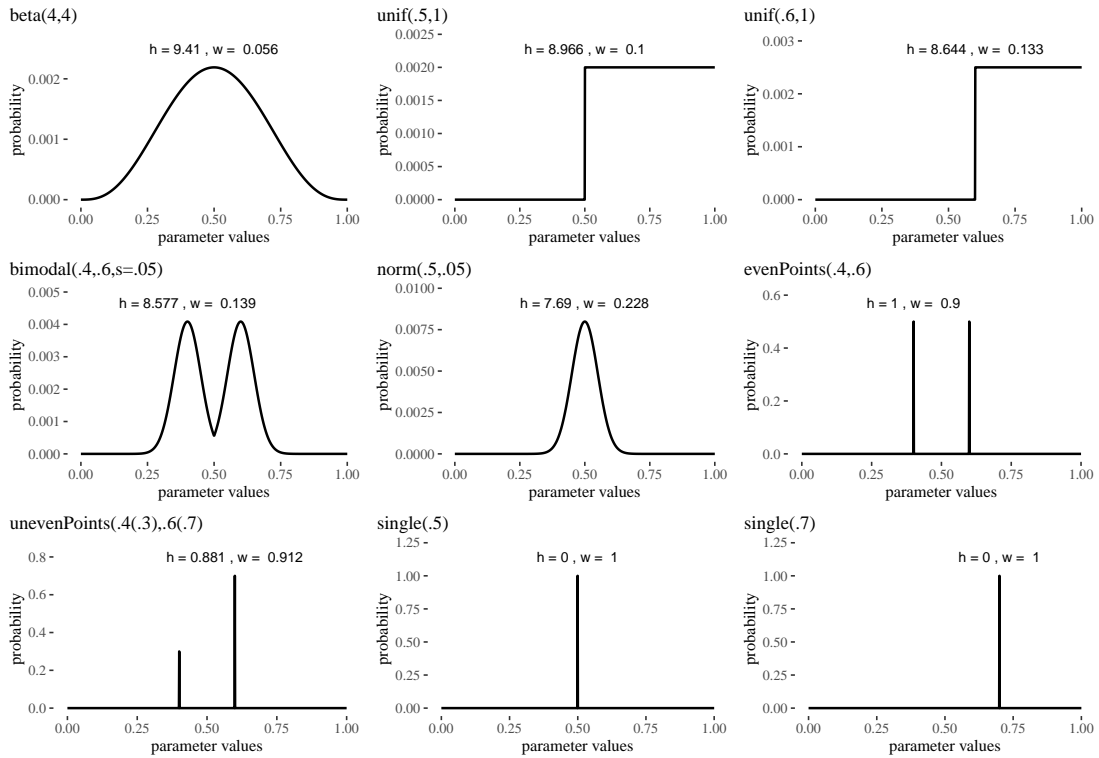 beta(4,4)
h = 9.41 , w = 0.056
probability
0.002
0.001
0.000
0.00 0.25 0.50 0.75 1.00
parameter values
unif(.5,1)
h = 8.966 , w = 0.1
probability
0.0025
0.0020
0.0015
0.0010
0.0005
0.0000
0.00 0.25 0.50 0.75 1.00
parameter values
unif(.6,1)
h = 8.644 , w = 0.133
probability
0.003
0.002
0.001
0.000
0.00 0.25 0.50 0.75 1.00
parameter values
bimodal(.4,.6,s=.05)
h = 8.577 , w = 0.139
probability
0.005
0.004
0.003
0.002
0.001
0.000
0.00 0.25 0.50 0.75 1.00
parameter values
norm(.5,.05)
h = 7.69 , w = 0.228
probability
0.0100
0.0075
0.0050
0.0025
0.0000
0.00 0.25 0.50 0.75 1.00
parameter values
evenPoints(.4,.6)
h = 1 , w = 0.9
probability
0.6
0.4
0.2
0.0
0.00 0.25 0.50 0.75 1.00
parameter values
unevenPoints(.4(.3),.6(.7)
h = 0.881 , w = 0.912
probability
0.8
0.6
0.4
0.2
0.0
0.00 0.25 0.50 0.75 1.00
parameter values
single(.5)
h = 0 , w = 1
probability
1.25
1.00
0.75
0.50
0.25
0.00
0.00 0.25 0.50 0.75 1.00
parameter values
single(.7)
h = 0 , w = 1
probability
1.25
1.00
0.75
0.50
0.25
0.00
0.00 0.25 0.50 0.75 1.00
parameter values